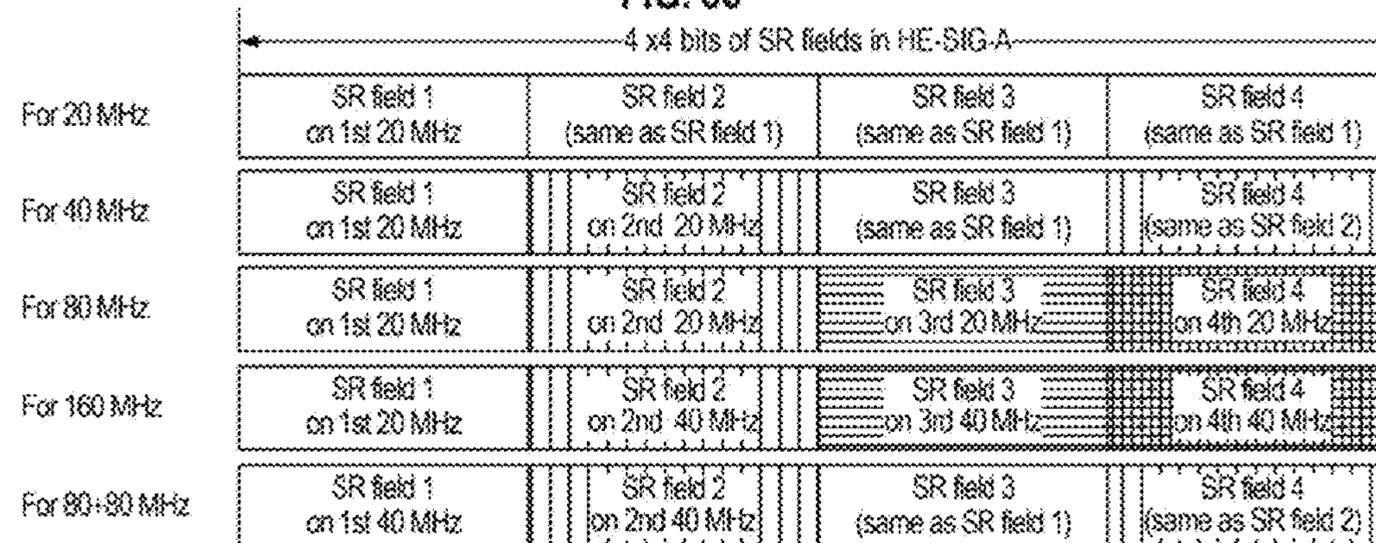 4 x4 bits of SR fields in HE-SIG-A
For 20 MHz
SR field 1
on 1st 20 MHz
SR field 2
(same as SR field 1)
SR field 3
(same as SR field 1)
SR field 4
(same as SR field 1)
For 40 MHz
SR field 1
on 1st 20 MHz
SR field 2
on 2nd 20 MHz
SR field 3
(same as SR field 1)
SR field 4
(same as SR field 2)
For 80 MHz
SR field 1
on 1st 20 MHz
SR field 2
on 2nd 20 MHz
SR field 3
on 3rd 20 MHz
SR field 4
on 4th 20 MHz
For 160 MHz
SR field 1
on 1st 20 MHz
SR field 2
on 2nd 40 MHz
SR field 3
on 3rd 40 MHz
SR field 4
on 4th 40 MHz
For 80+80 MHz
SR field 1
on 1st 40 MHz
SR field 2
on 2nd 40 MHz
SR field 3
(same as SR field 1)
SR field 4
(same as SR field 2)